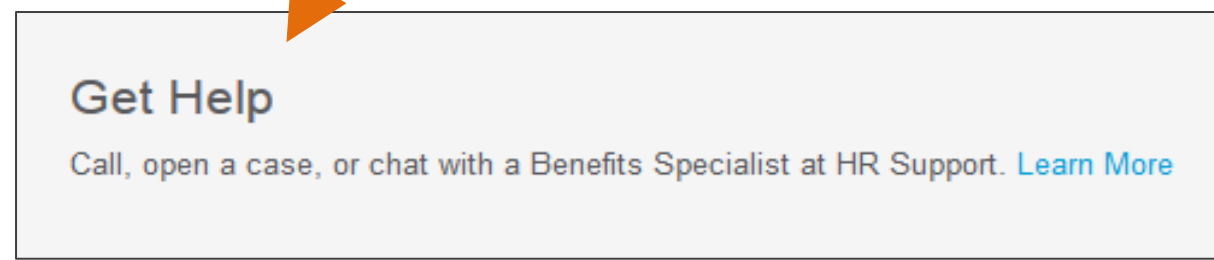 Get Help
Call, open a case, or chat with a Benefits Specialist at HR Support. Learn More